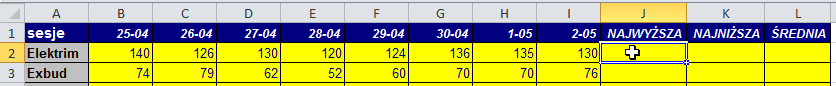 A B C D E F G H I J K L
1 sesje 25-04 26-04 27-04 28-04 29-04 30-04 1-05 2-05 NAJWYŻSZA NAJNIŻSZA ŚREDNIA
2 Elektrim 140 126 130 120 124 136 135 130
3 Exbud 74 79 62 52 60 70 70 76